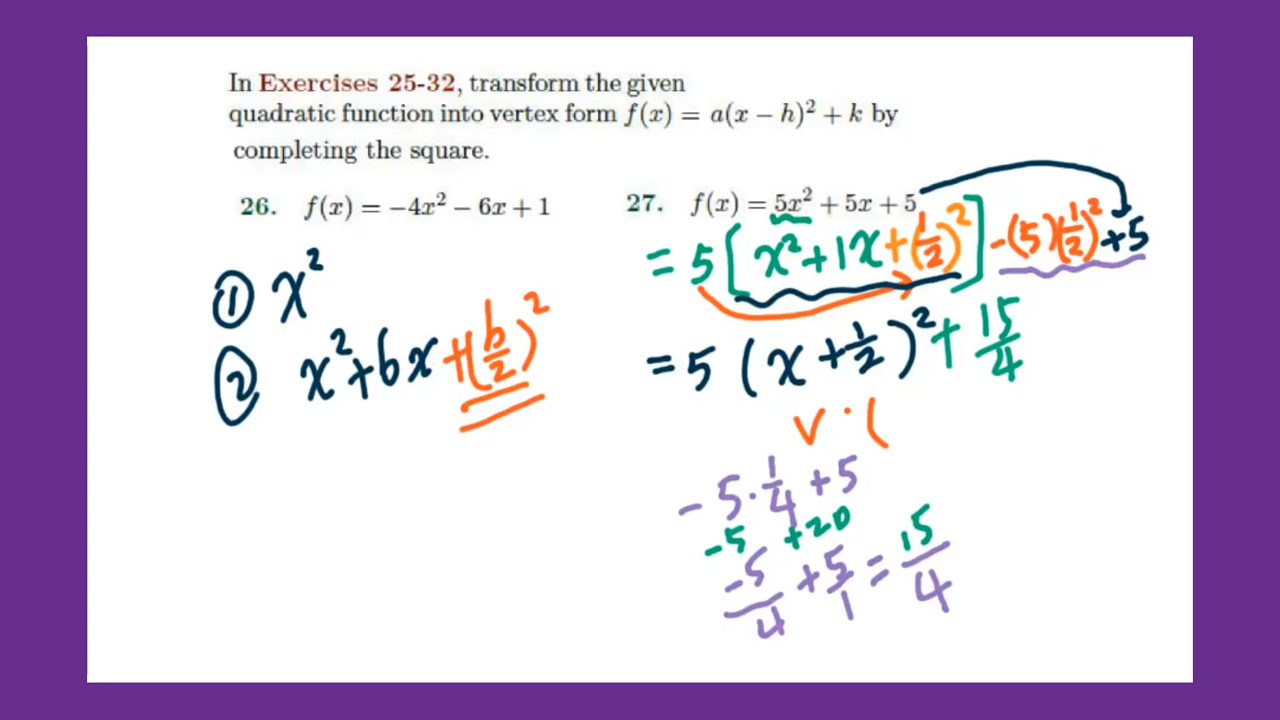 In Exercises 25-32, transform the given
quadratic function into vertex form f(x) = a(x − h)² + k by
completing the square.
26. f(x) = −4x² − 6x + 1
27. f(x) = 5x² + 5x + 5
① x²
② x² + bx + (b/2)²
= 5 [ x² + 1x + (1/2)² ] − (5)(1/2)² + 5
= 5 (x + 1/2)² + 15/4
V · (
− 5 · 1/4 + 5
−5 +20
−5/4 + 5/1 = 15/4